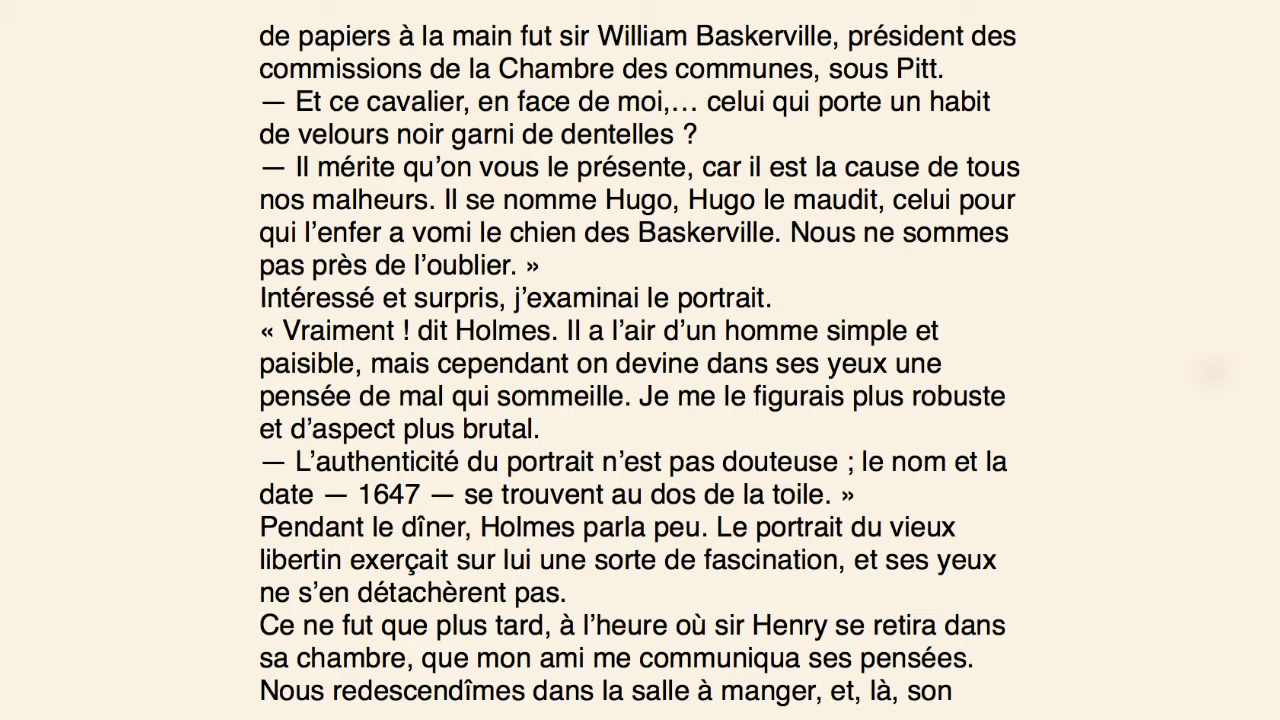 de papiers à la main fut sir William Baskerville, président des
commissions de la Chambre des communes, sous Pitt.
— Et ce cavalier, en face de moi,… celui qui porte un habit
de velours noir garni de dentelles ?
— Il mérite qu’on vous le présente, car il est la cause de tous
nos malheurs. Il se nomme Hugo, Hugo le maudit, celui pour
qui l’enfer a vomi le chien des Baskerville. Nous ne sommes
pas près de l’oublier. »
Intéressé et surpris, j’examinai le portrait.
« Vraiment ! dit Holmes. Il a l’air d’un homme simple et
paisible, mais cependant on devine dans ses yeux une
pensée de mal qui sommeille. Je me le figurais plus robuste
et d’aspect plus brutal.
— L’authenticité du portrait n’est pas douteuse ; le nom et la
date — 1647 — se trouvent au dos de la toile. »
Pendant le dîner, Holmes parla peu. Le portrait du vieux
libertin exerçait sur lui une sorte de fascination, et ses yeux
ne s’en détachèrent pas.
Ce ne fut que plus tard, à l’heure où sir Henry se retira dans
sa chambre, que mon ami me communiqua ses pensées.
Nous redescendîmes dans la salle à manger, et, là, son